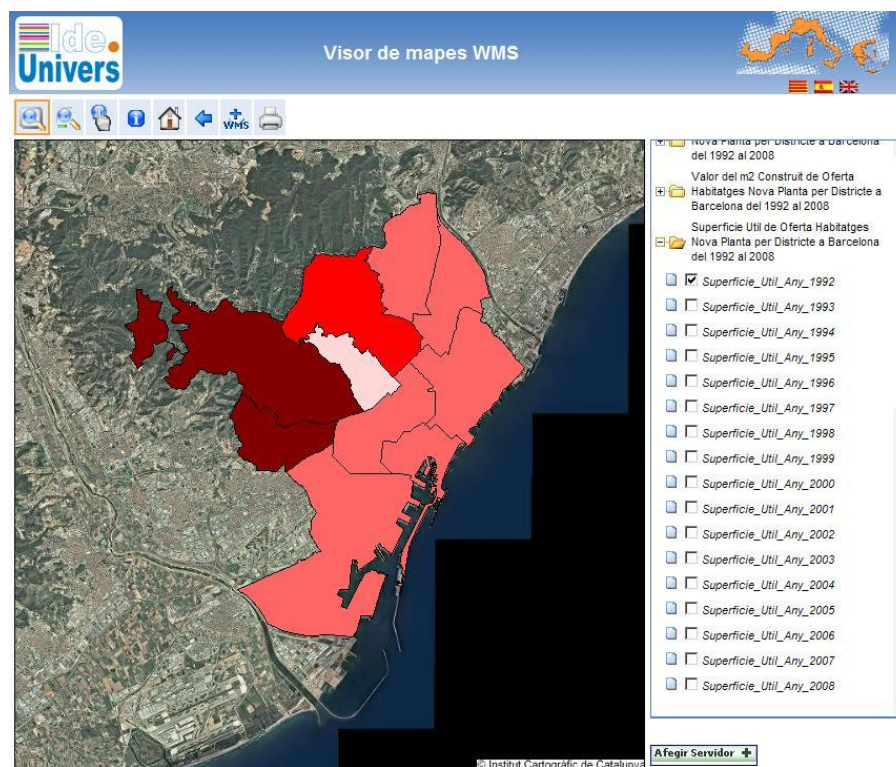 Ide.
Univers
Visor de mapes WMS
WMS
Nova Planta per Districte a Barcelona
del 1992 al 2008
Valor del m2 Construit de Oferta
Habitatges Nova Planta per Districte a
Barcelona del 1992 al 2008
Superficie Util de Oferta Habitatges
Nova Planta per Districte a Barcelona
del 1992 al 2008
Superficie_Util_Any_1992
Superficie_Util_Any_1993
Superficie_Util_Any_1994
Superficie_Util_Any_1995
Superficie_Util_Any_1996
Superficie_Util_Any_1997
Superficie_Util_Any_1998
Superficie_Util_Any_1999
Superficie_Util_Any_2000
Superficie_Util_Any_2001
Superficie_Util_Any_2002
Superficie_Util_Any_2003
Superficie_Util_Any_2004
Superficie_Util_Any_2005
Superficie_Util_Any_2006
Superficie_Util_Any_2007
Superficie_Util_Any_2008
© Institut Cartogràfic de Catalunya
Afegir Servidor +